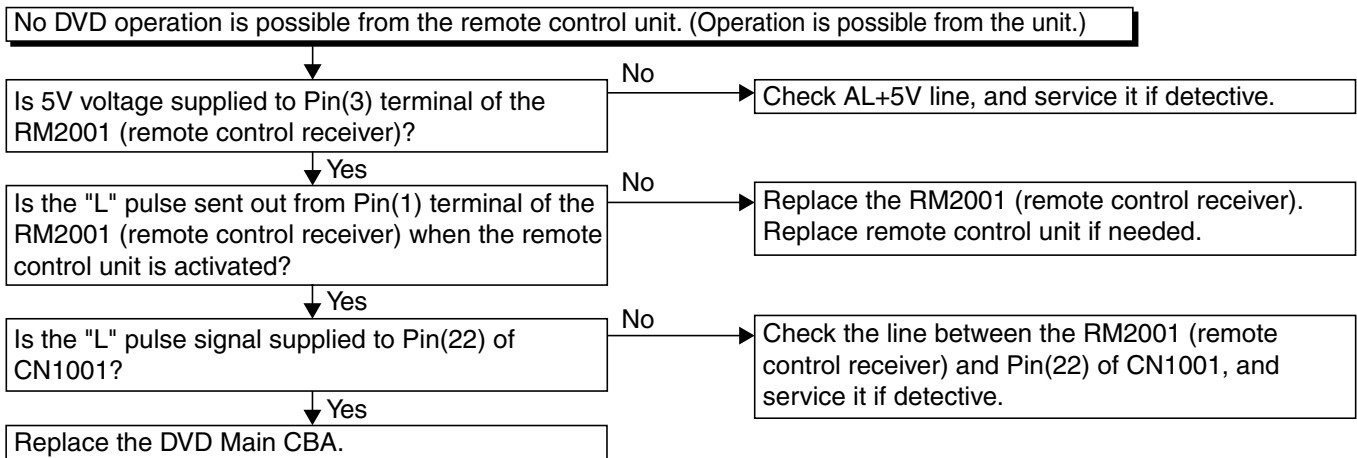 No DVD operation is possible from the remote control unit. (Operation is possible from the unit.)
No
Is 5V voltage supplied to Pin(3) terminal of the
RM2001 (remote control receiver)?
Check AL+5V line, and service it if detective.
Yes
No
Is the "L" pulse sent out from Pin(1) terminal of the
RM2001 (remote control receiver) when the remote
control unit is activated?
Replace the RM2001 (remote control receiver).
Replace remote control unit if needed.
Yes
No
Is the "L" pulse signal supplied to Pin(22) of
CN1001?
Check the line between the RM2001 (remote
control receiver) and Pin(22) of CN1001, and
service it if detective.
Yes
Replace the DVD Main CBA.